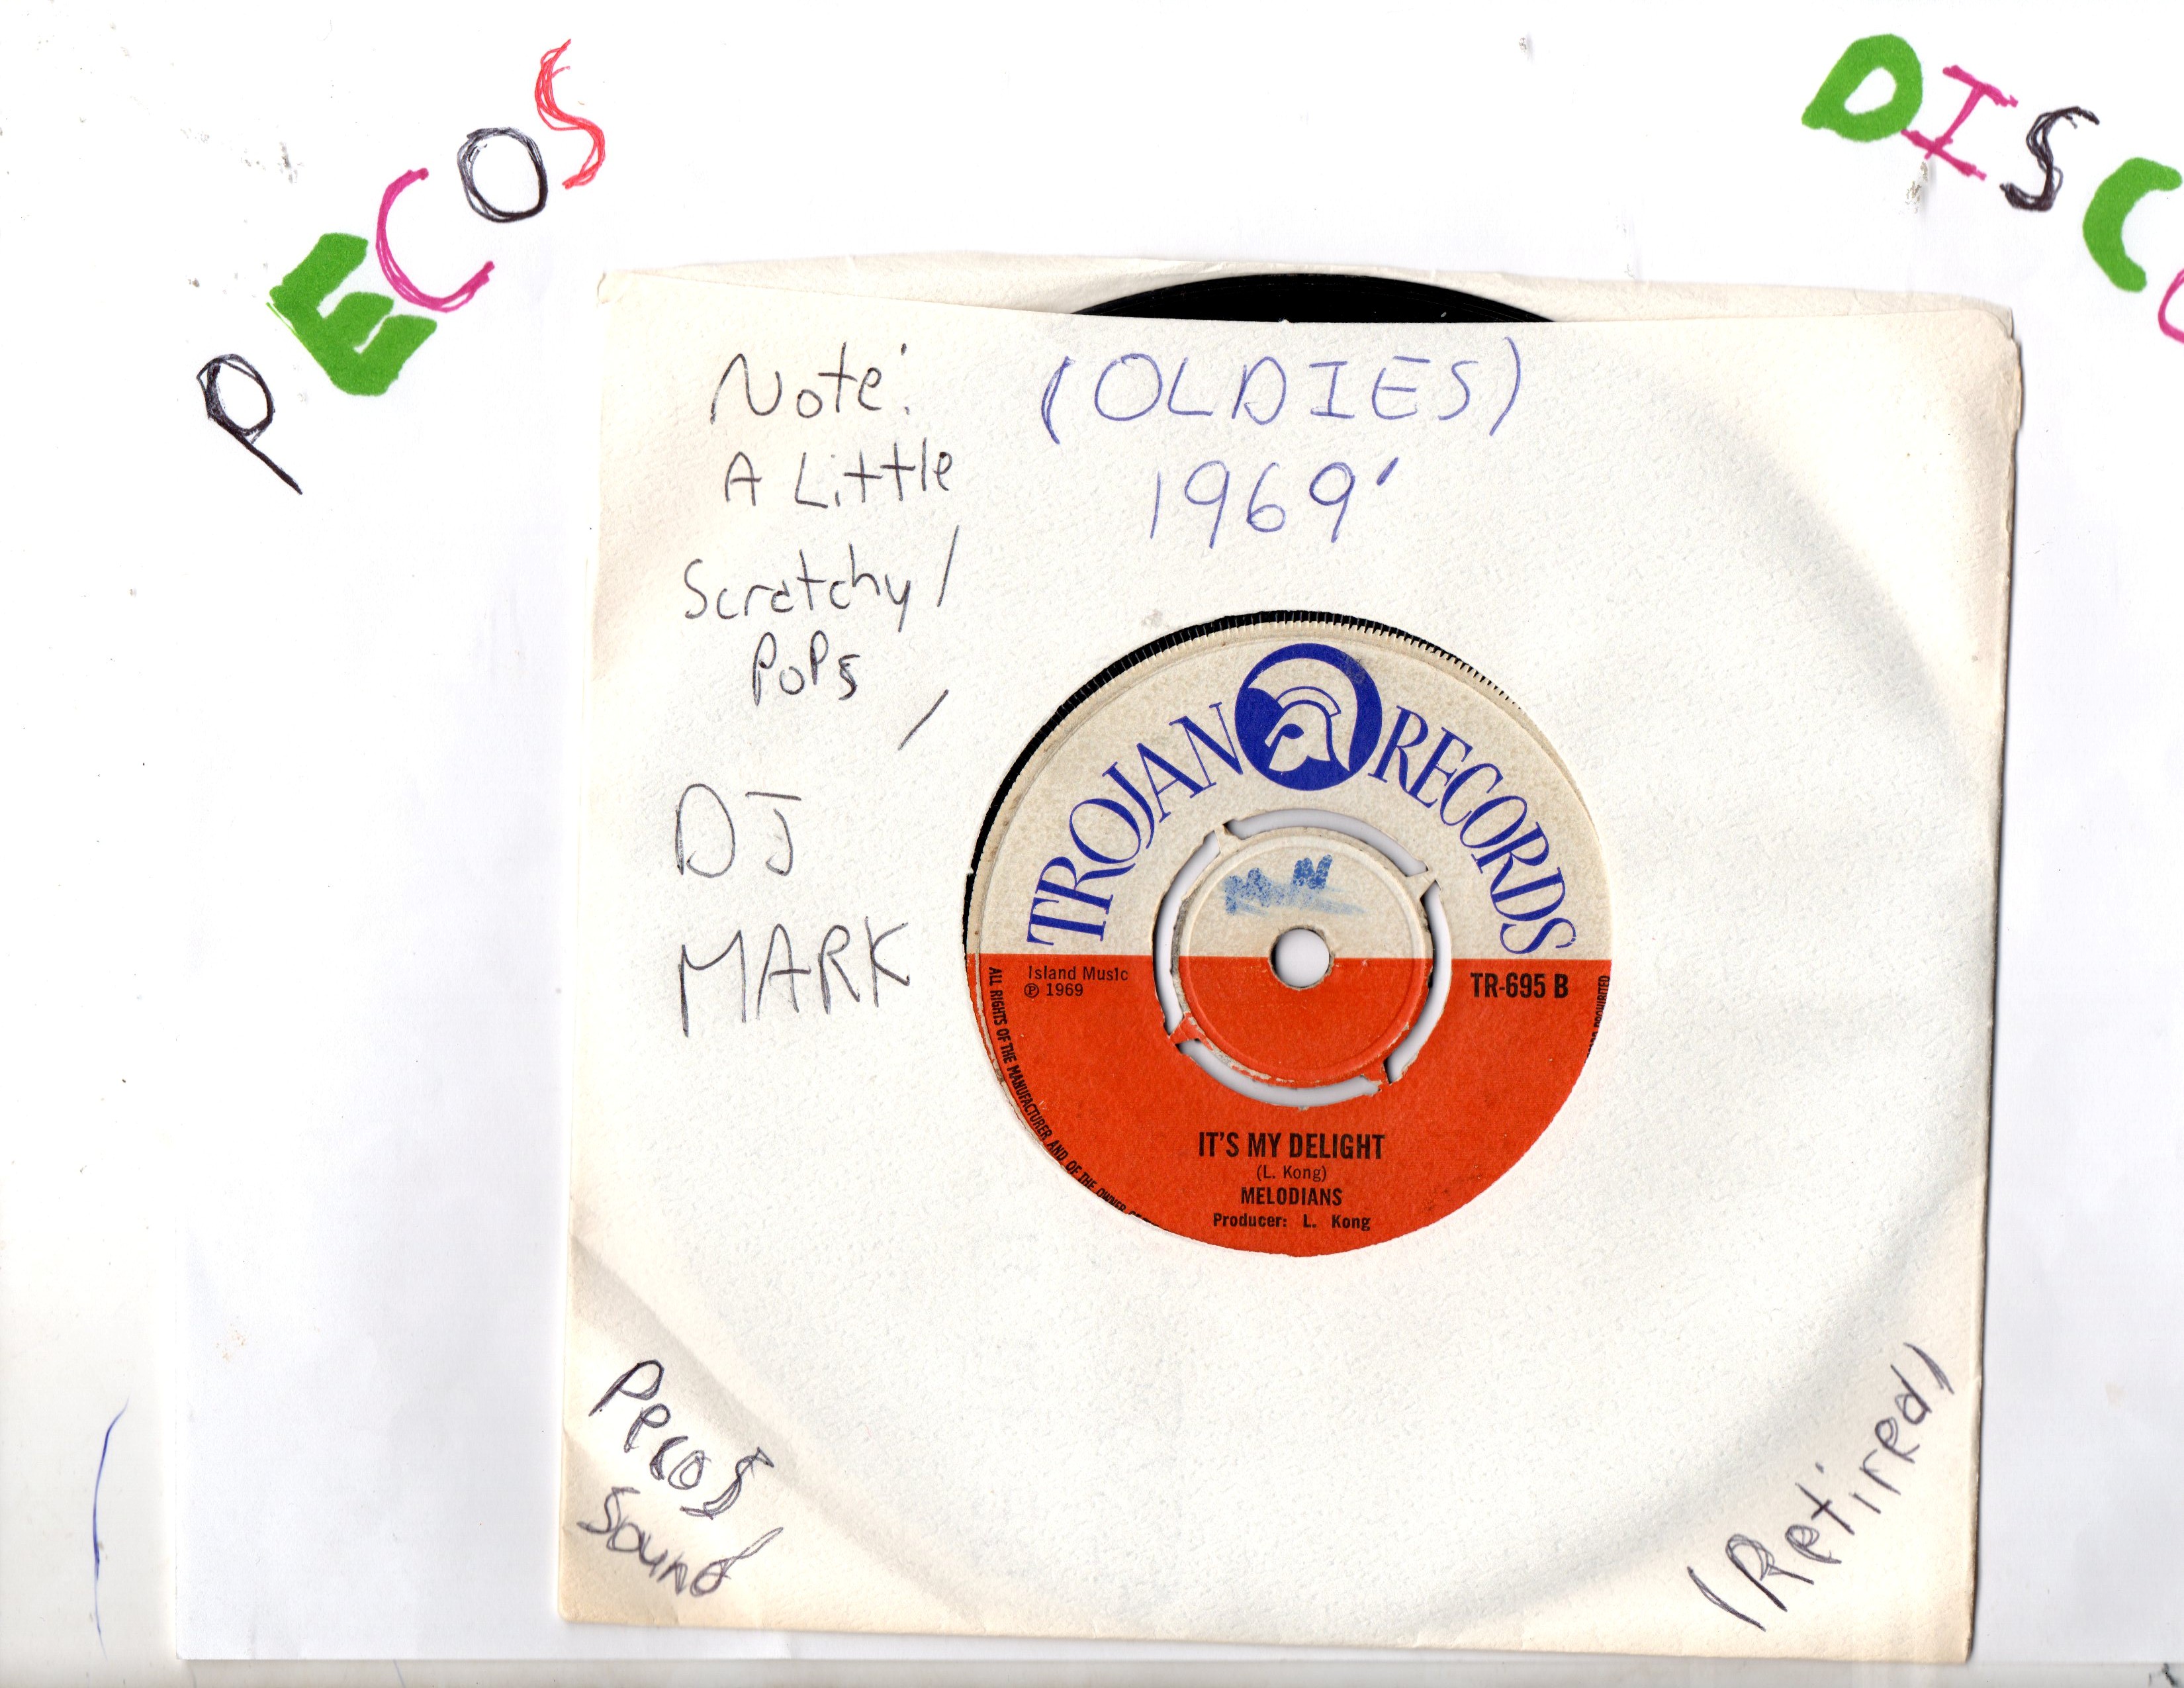 PECOS
DISC
Note:
A Little
Scratchy/
PoPs
(OLDIES)
1969'
DJ
MARK
TROJAN RECORDS
Island Music
℗ 1969
TR-695 B
ALL RIGHTS OF THE MANUFACTURER AND OF THE OWNER
PROHIBITED
IT'S MY DELIGHT
(L. Kong)
MELODIANS
Producer: L. Kong
Pecos
Sound
(Retired)